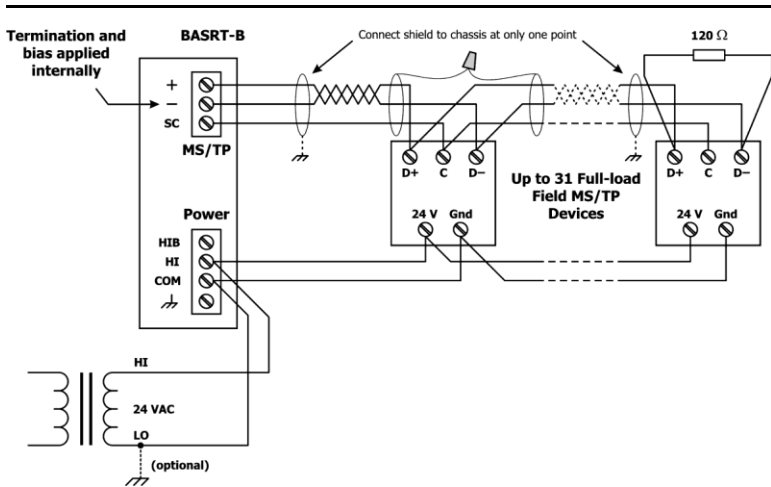 Termination and
bias applied
internally
BASRT-B
Connect shield to chassis at only one point
120 Ω
+
−
SC
MS/TP
D+ C D−
Up to 31 Full-load
Field MS/TP
Devices
D+ C D−
24 V Gnd
24 V Gnd
Power
HIB
HI
COM
HI
24 VAC
LO
(optional)